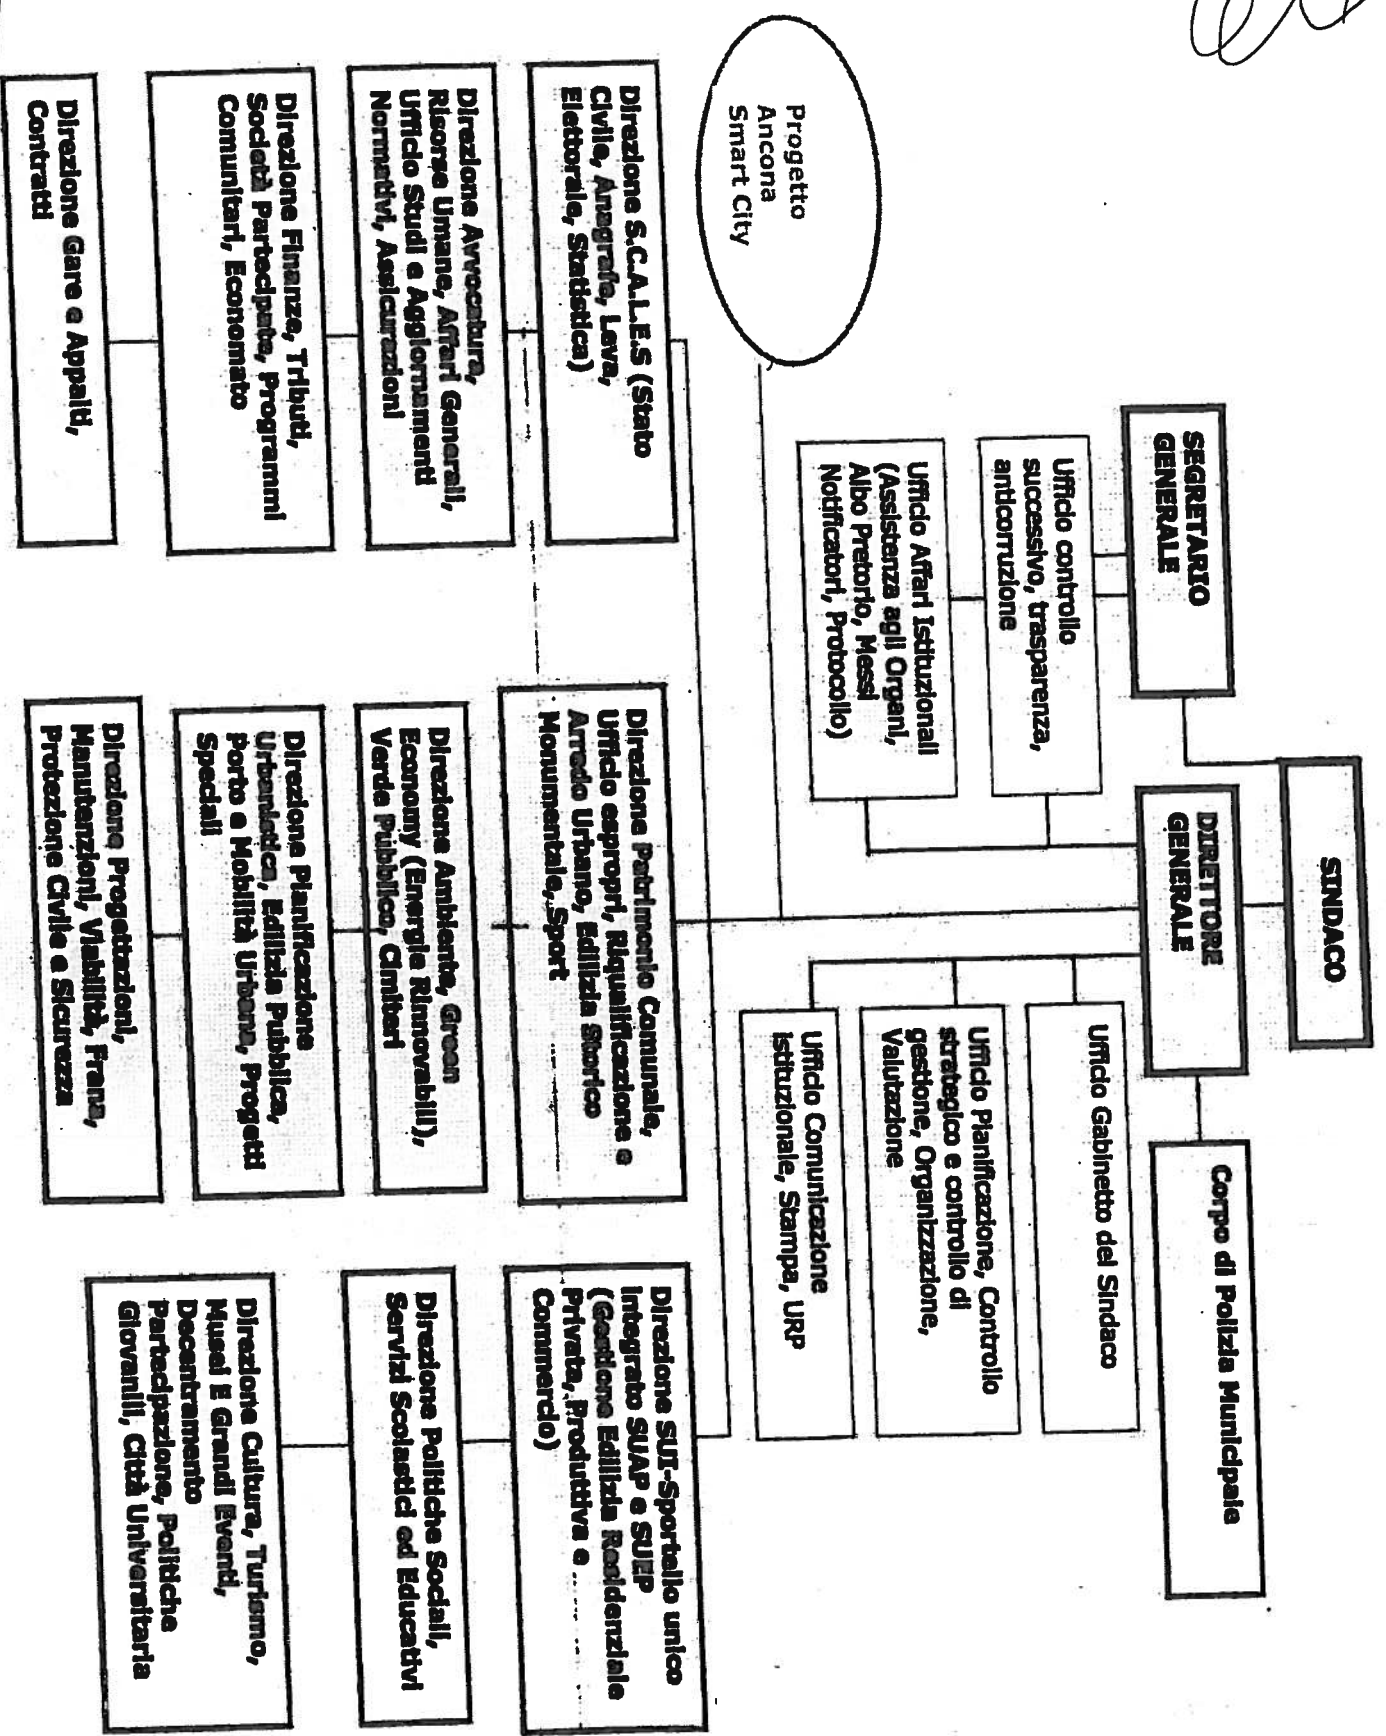 SINDACO
SEGRETARIO
GENERALE
DIRETTORE
GENERALE
Corpo di Polizia Municipale
Ufficio controllo
successivo, trasparenza,
anticorruzione
Ufficio Affari Istituzionali
(Assistenza agli Organi,
Albo Pretorio, Messi
Notificatori, Protocollo)
Ufficio Gabinetto del Sindaco
Ufficio Pianificazione, Controllo
strategico e controllo di
gestione, Organizzazione,
Valutazione
Ufficio Comunicazione
Istituzionale, Stampa, URP
Progetto
Ancona
Smart City
Direzione S.C.A.L.E.S (Stato
Civile, Anagrafe, Leva,
Elettorale, Statistica)
Direzione Avvocatura,
Risorse Umane, Affari Generali,
Ufficio Studi e Aggiornamenti
Normativi, Assicurazioni
Direzione Finanze, Tributi,
Società Partecipate, Programmi
Comunitari, Economato
Direzione Gare e Appalti,
Contratti
Direzione Patrimonio Comunale,
Ufficio espropri, Riqualificazione e
Arredo Urbano, Edilizia Storico
Monumentale, Sport
Direzione Ambiente, Green
Economy (Energie Rinnovabili),
Verde Pubblico, Cimiteri
Direzione Pianificazione
Urbanistica, Edilizia Pubblica,
Porto e Mobilità Urbana, Progetti
Speciali
Direzione Progettazioni,
Manutenzioni, Viabilità, Frana,
Protezione Civile e Sicurezza
Direzione SUI-Sportello unico
integrato SUAP e SUEP
(Gestione Edilizia Residenziale
Privata, Produttiva e
Commercio)
Direzione Politiche Sociali,
Servizi Scolastici ed Educativi
Direzione Cultura, Turismo,
Musei E Grandi Eventi,
Decentramento
Partecipazione, Politiche
Giovanili, Città Universitaria